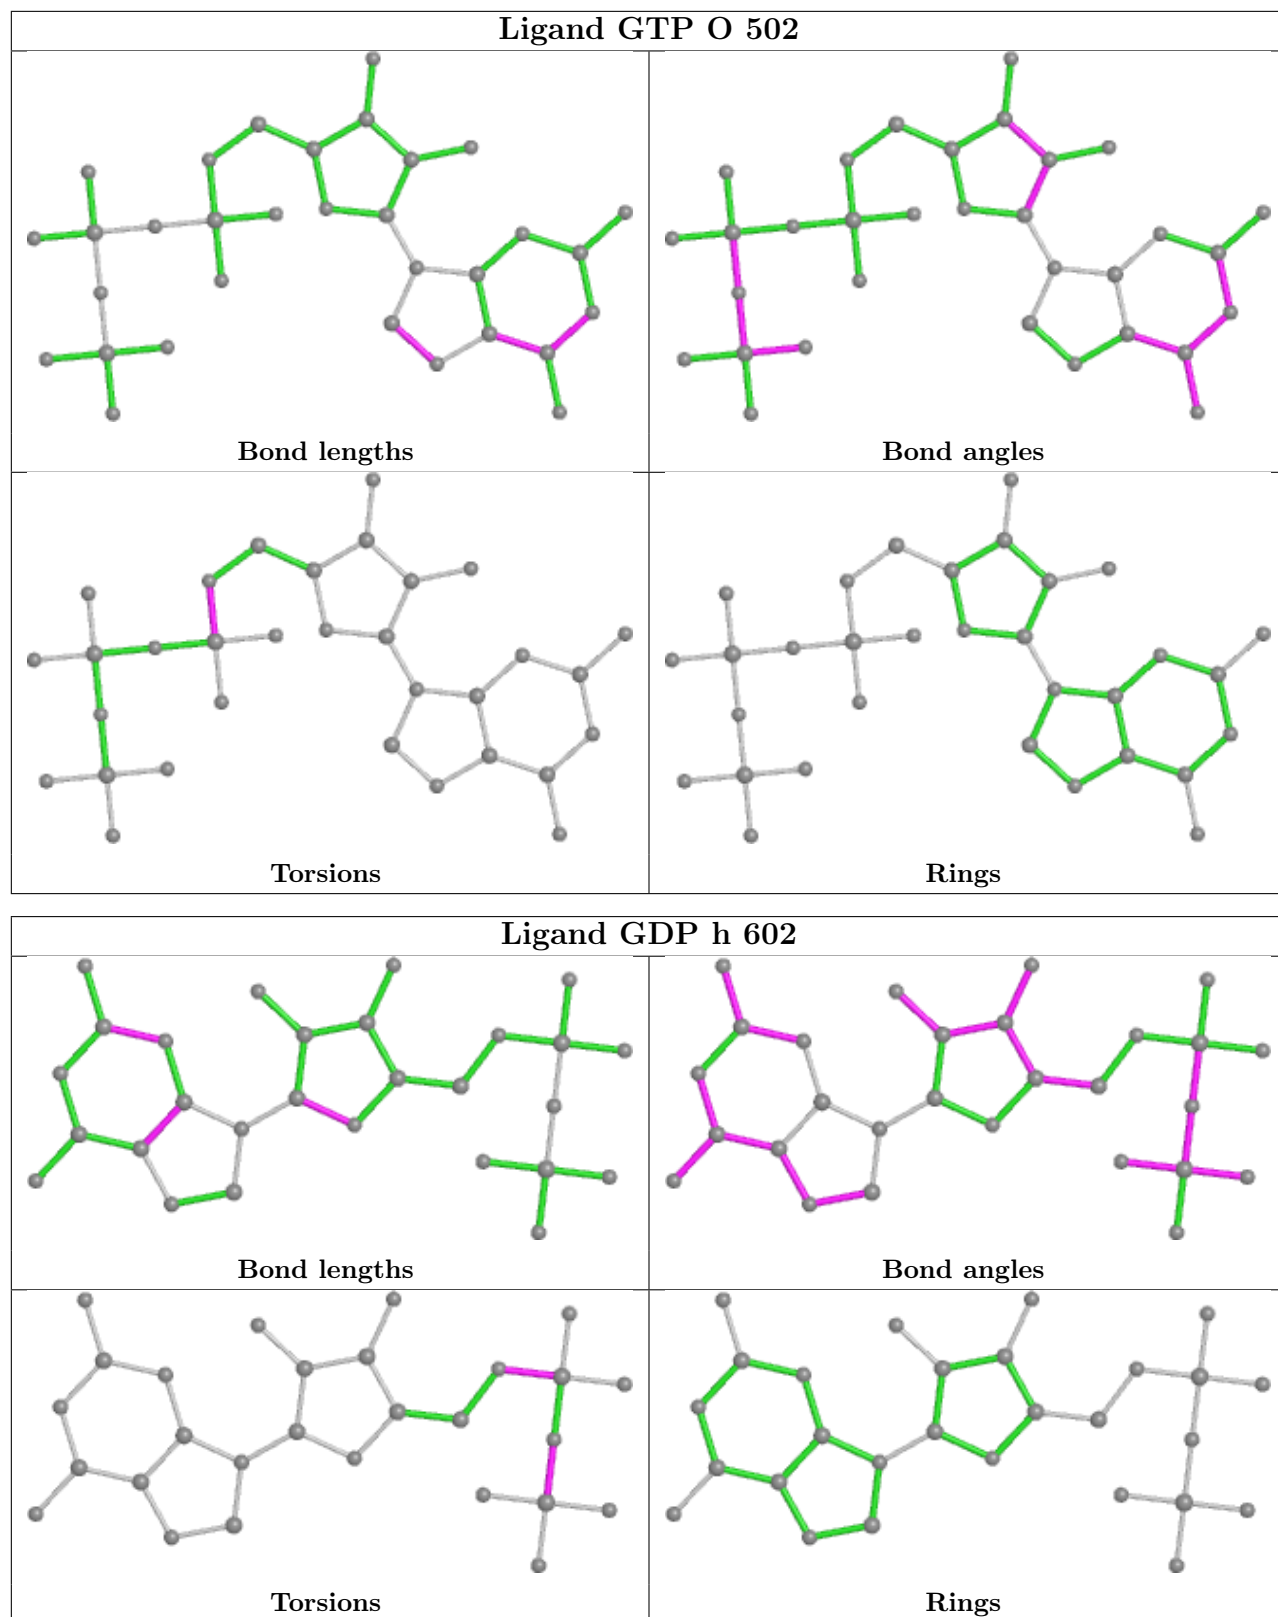 Ligand GTP O 502
Bond lengths
Bond angles
Torsions
Rings
Ligand GDP h 602
Bond lengths
Bond angles
Torsions
Rings